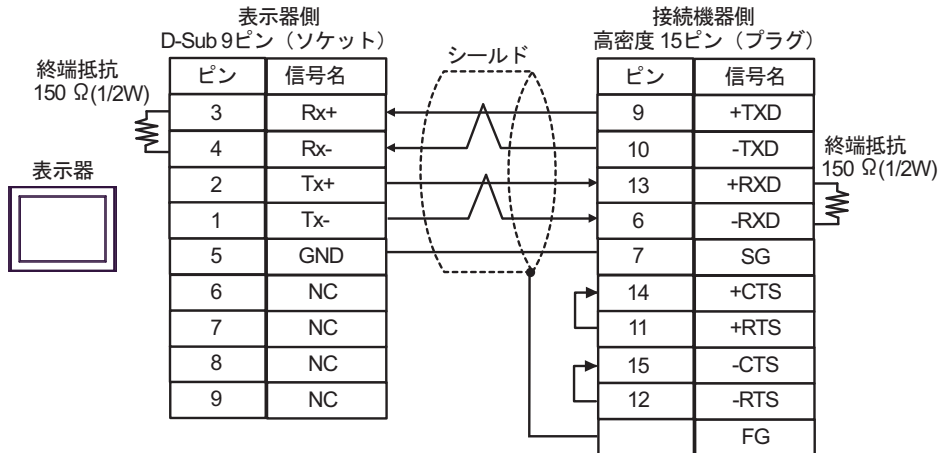 表示器側
D-Sub 9ピン（ソケット）
接続機器側
高密度 15ピン（プラグ）
シールド
終端抵抗
150 Ω(1/2W)
表示器
ピン 信号名
3 Rx+
4 Rx-
2 Tx+
1 Tx-
5 GND
6 NC
7 NC
8 NC
9 NC
ピン 信号名
9 +TXD
10 -TXD
13 +RXD
6 -RXD
7 SG
14 +CTS
11 +RTS
15 -CTS
12 -RTS
FG
終端抵抗
150 Ω(1/2W)